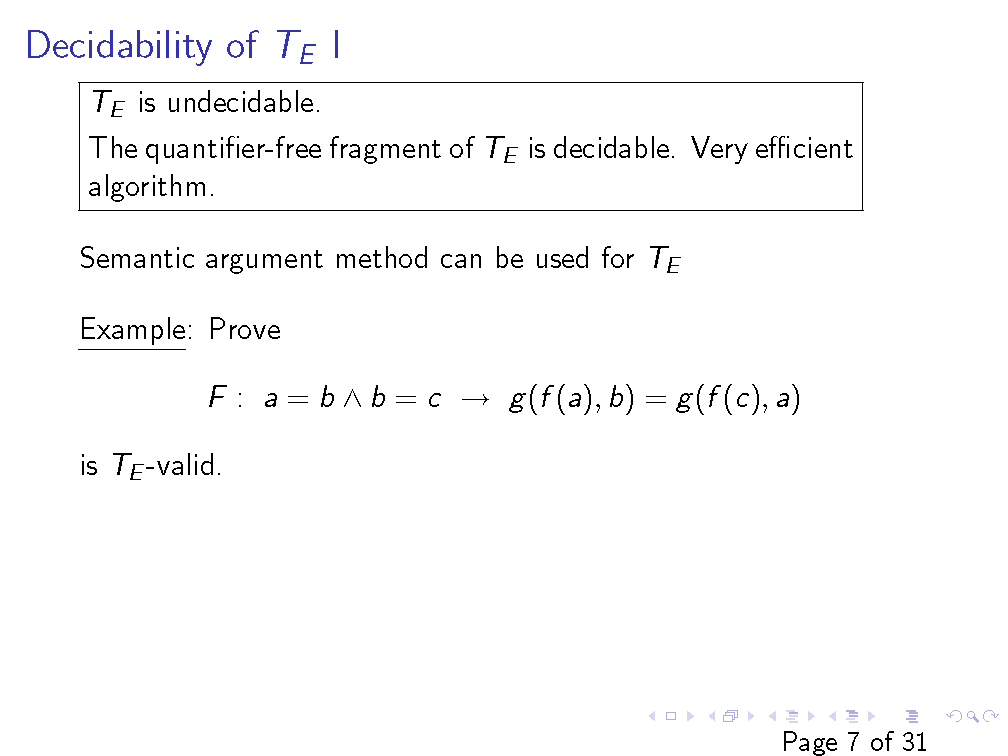 Decidability of T_E I
T_E is undecidable.
The quantifier-free fragment of T_E is decidable. Very efficient
algorithm.
Semantic argument method can be used for T_E
Example: Prove
F : a = b ∧ b = c → g(f(a), b) = g(f(c), a)
is T_E-valid.
Page 7 of 31